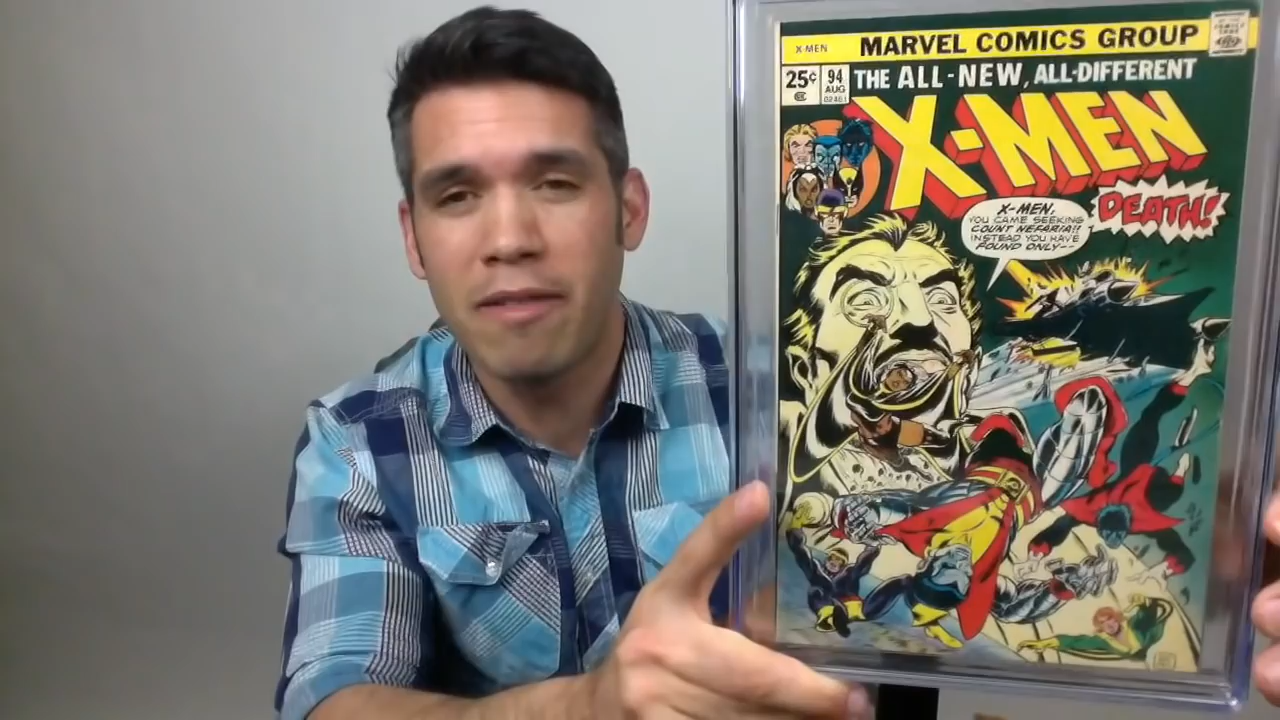 X-MEN
MARVEL COMICS GROUP
25¢
94
AUG
02461
THE ALL-NEW, ALL-DIFFERENT
X-MEN
X-MEN,
YOU CAME SEEKING
COUNT NEFARIA!!
INSTEAD YOU HAVE
FOUND ONLY--
DEATH!